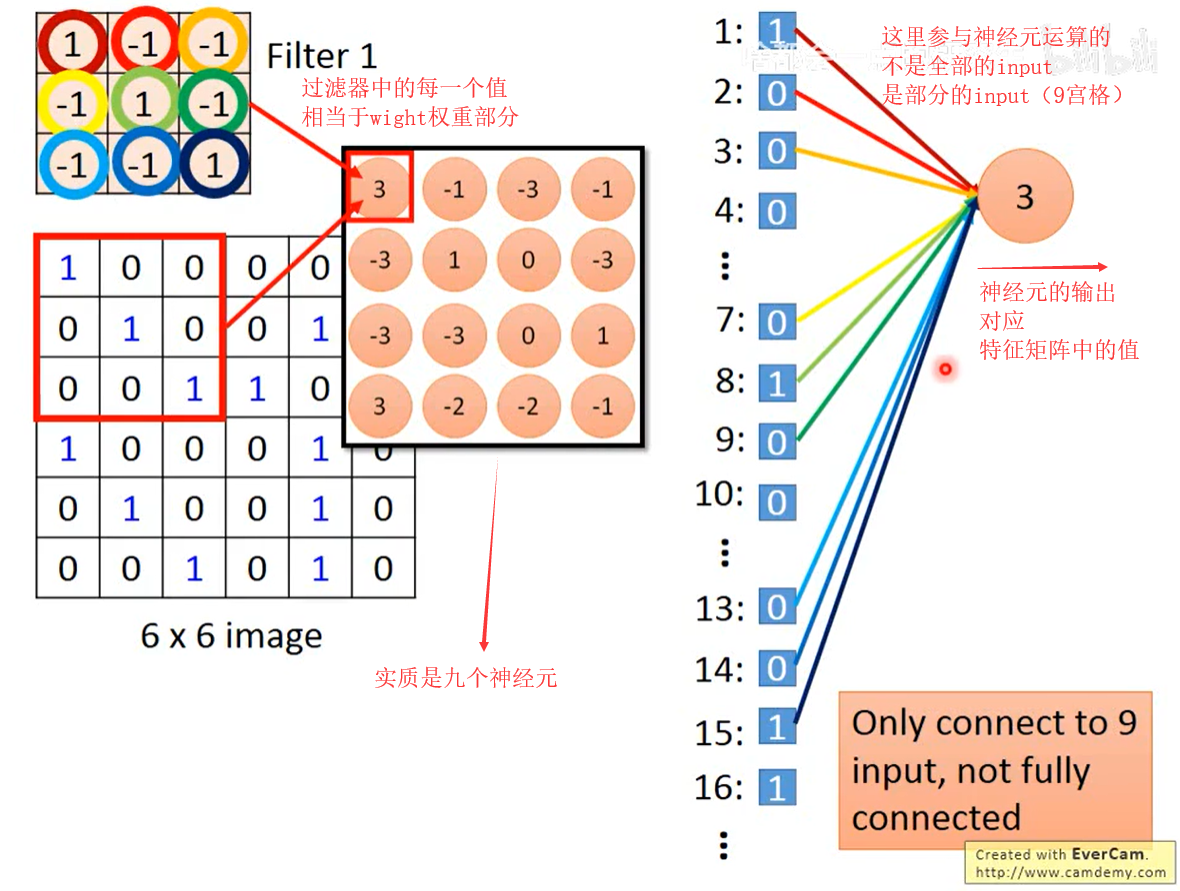 1 -1 -1
-1 1 -1
-1 -1 1
Filter 1
过滤器中的每一个值
相当于wight权重部分
3 -1 -3 -1
-3 1 0 -3
-3 -3 0 1
3 -2 -2 -1
1 0 0 0 0
0 1 0 0 1
0 0 1 1 0
1 0 0 0 1 0
0 1 0 0 1 0
0 0 1 0 1 0
6 x 6 image
实质是九个神经元
1: 1
2: 0
3: 0
4: 0
⋮
7: 0
8: 1
9: 0
10: 0
⋮
13: 0
14: 0
15: 1
16: 1
⋮
这里参与神经元运算的
不是全部的input
是部分的input（9宫格）
bilibili
3
神经元的输出
对应
特征矩阵中的值
Only connect to 9
input, not fully
connected
Created with EverCam.
http://www.camdemy.com